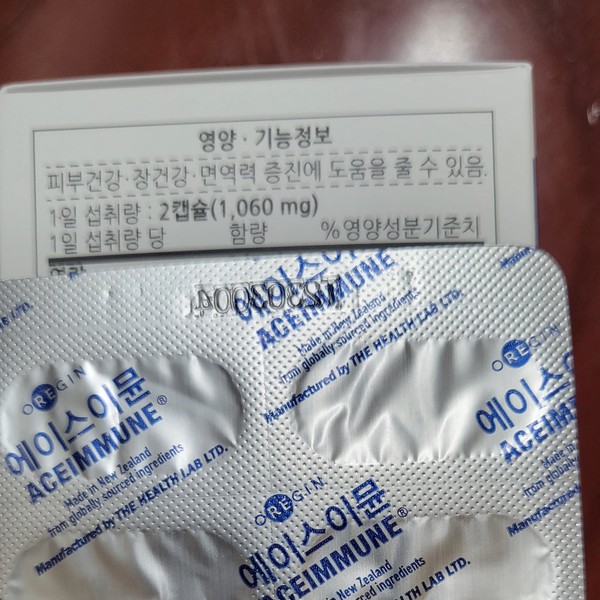 영양·기능정보
피부건강·장건강·면역력 증진에 도움을 줄 수 있음.
1일 섭취량 : 2캡슐(1,060 mg)
1일 섭취량 당 함량 %영양성분기준치
에이스이뮨
ACEIMMUNE
Made in New Zealand
from globally sourced ingredients
Manufactured by THE HEALTH LAB LTD.
OREGIN
에이스이뮨
ACEIMMUNE®
Made in New Zealand
from globally sourced ingredients
Manufactured by THE HEALTH LAB LTD.
OREGIN
에이스이
ACEIMM
Made in
from globally
Manufactured
OREGIN
에이스이뮨
ACEIMMUNE®
Made in New Zealand
from globally sourced ingredients
Manufactured by THE HEALTH LAB LTD.